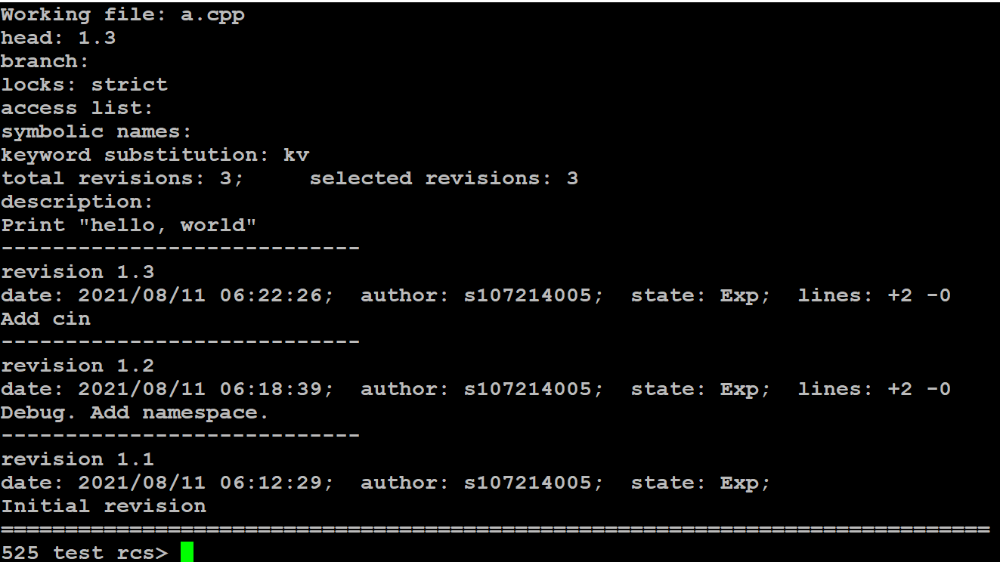 Working file: a.cpp
head: 1.3
branch:
locks: strict
access list:
symbolic names:
keyword substitution: kv
total revisions: 3;     selected revisions: 3
description:
Print "hello, world"
----------------------------
revision 1.3
date: 2021/08/11 06:22:26;  author: s107214005;  state: Exp;  lines: +2 -0
Add cin
----------------------------
revision 1.2
date: 2021/08/11 06:18:39;  author: s107214005;  state: Exp;  lines: +2 -0
Debug. Add namespace.
----------------------------
revision 1.1
date: 2021/08/11 06:12:29;  author: s107214005;  state: Exp;
Initial revision
=============================================================================
525 test rcs>